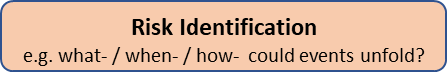 Risk Identification
e.g. what- / when- / how-  could events unfold?